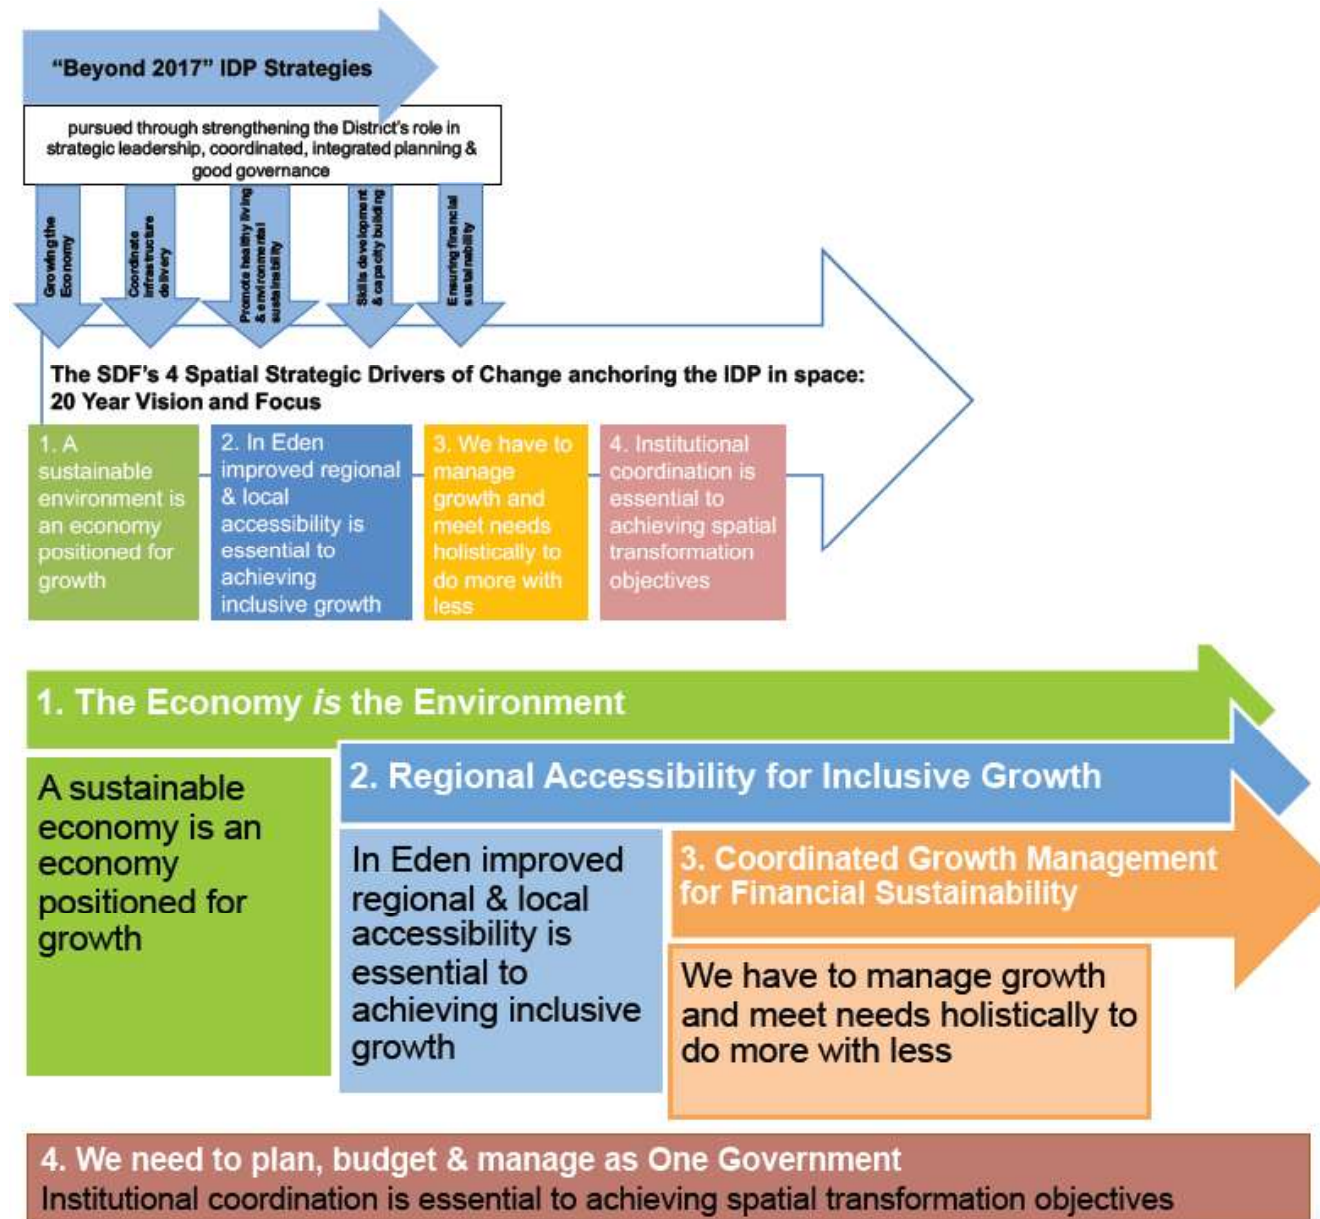 “Beyond 2017” IDP Strategies
pursued through strengthening the District's role in
strategic leadership, coordinated, integrated planning &
good governance
Growing the
Economy
Coordinate
infrastructure
delivery
Promote healthy living
& environmental
sustainability
Skills development
& capacity building
Ensuring financial
sustainability
The SDF's 4 Spatial Strategic Drivers of Change anchoring the IDP in space:
20 Year Vision and Focus
1. A
sustainable
environment is
an economy
positioned for
growth
2. In Eden
improved regional
& local
accessibility is
essential to
achieving
inclusive growth
3. We have to
manage
growth and
meet needs
holistically to
do more with
less
4. Institutional
coordination is
essential to
achieving spatial
transformation
objectives
1. The Economy is the Environment
A sustainable
economy is an
economy
positioned for
growth
2. Regional Accessibility for Inclusive Growth
In Eden improved
regional & local
accessibility is
essential to
achieving inclusive
growth
3. Coordinated Growth Management
for Financial Sustainability
We have to manage growth
and meet needs holistically to
do more with less
4. We need to plan, budget & manage as One Government
Institutional coordination is essential to achieving spatial transformation objectives